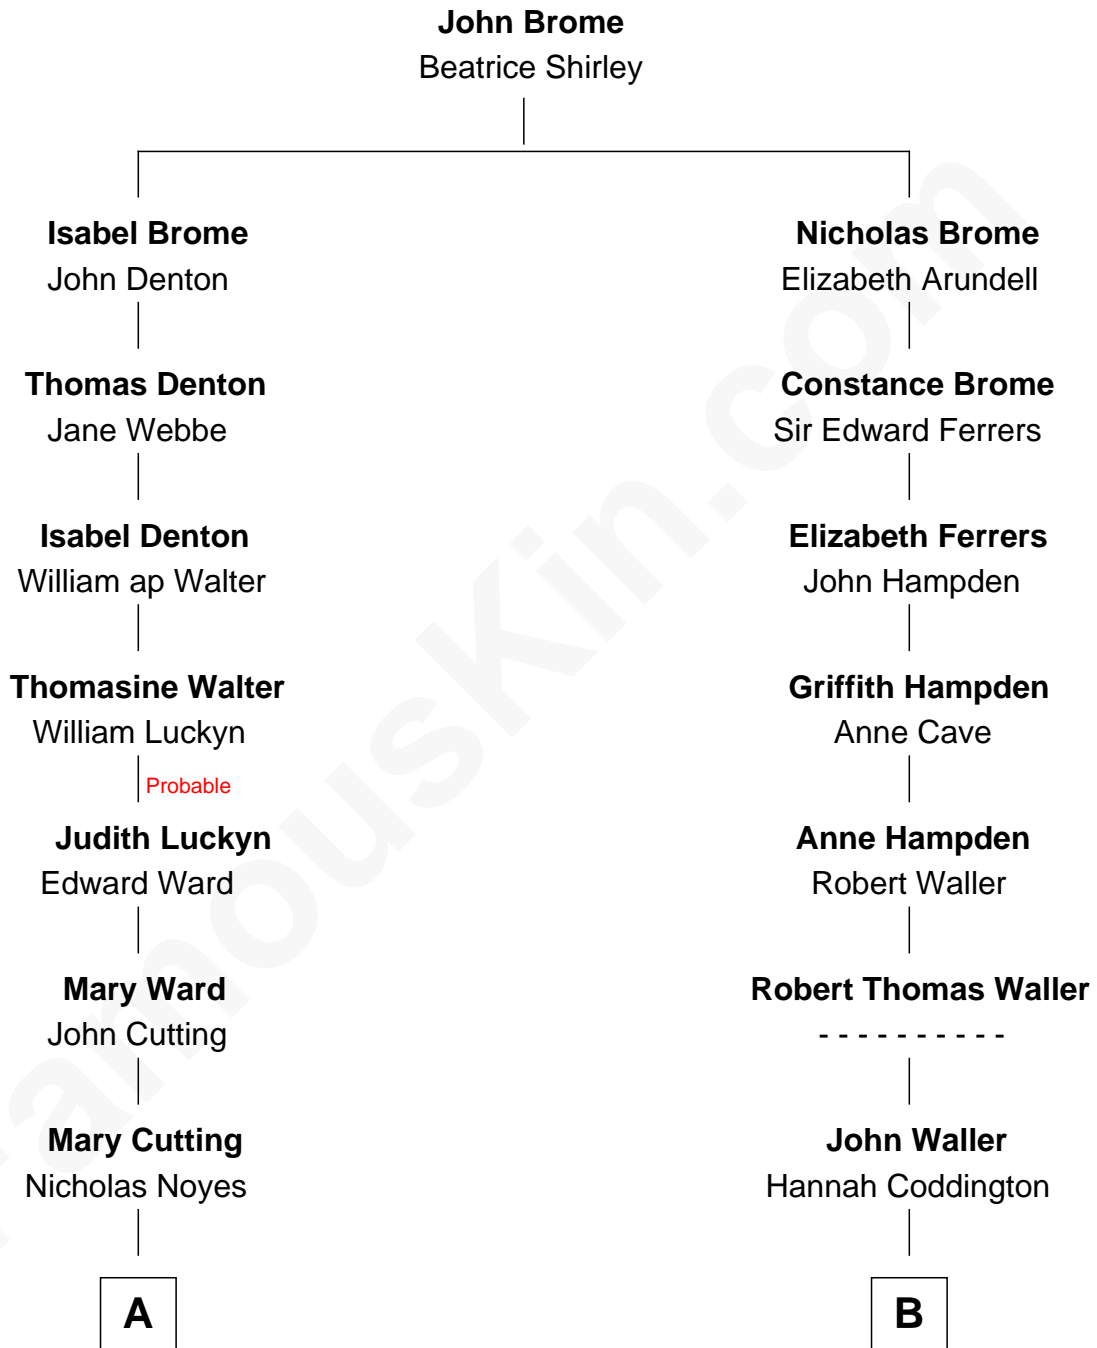 John Brome
Beatrice Shirley
Isabel Brome
John Denton
Thomas Denton
Jane Webbe
Isabel Denton
William ap Walter
Thomasine Walter
William Luckyn
Probable
Judith Luckyn
Edward Ward
Mary Ward
John Cutting
Mary Cutting
Nicholas Noyes
A
Nicholas Brome
Elizabeth Arundell
Constance Brome
Sir Edward Ferrers
Elizabeth Ferrers
John Hampden
Griffith Hampden
Anne Cave
Anne Hampden
Robert Waller
Robert Thomas Waller
- - - - - - - - - -
John Waller
Hannah Coddington
B
FamousKin.com